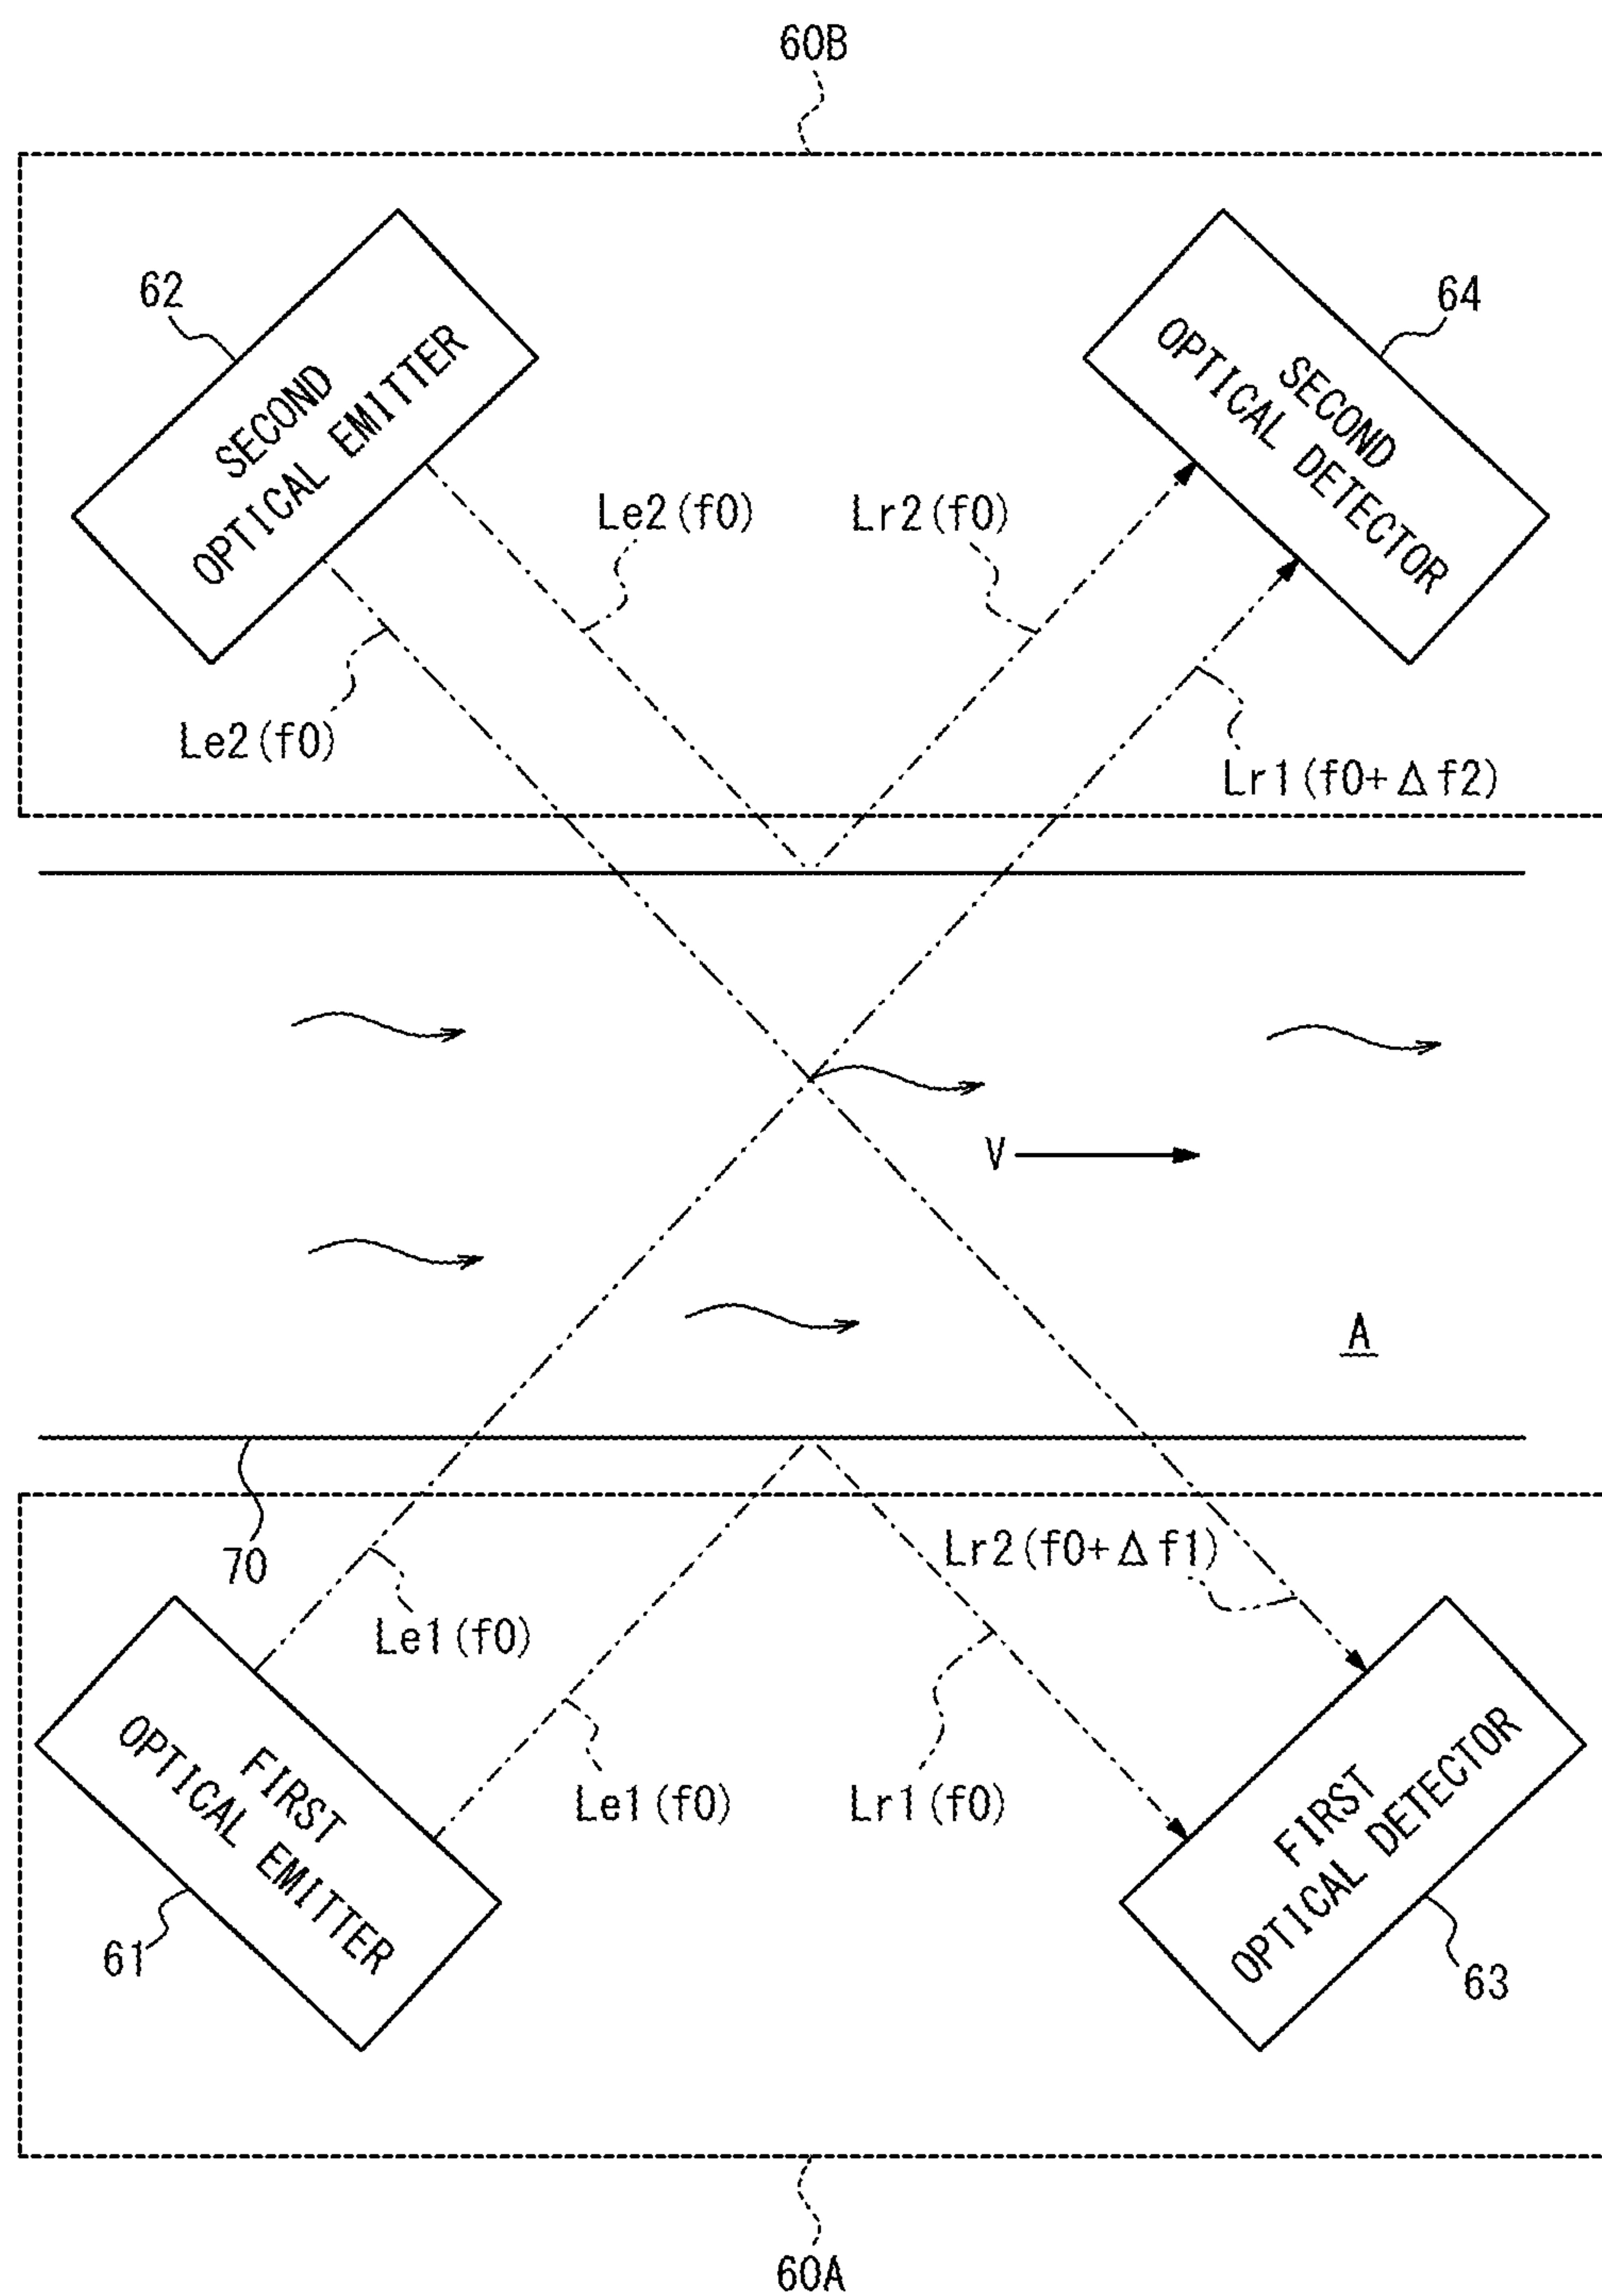 60B
62
SECOND
OPTICAL EMITTER
64
SECOND
OPTICAL DETECTOR
Le2(f0)
Lr2(f0)
Le2(f0)
Lr1(f0+Δf2)
V
A
70
Lr2(f0+Δf1)
Le1(f0)
Le1(f0)
Lr1(f0)
FIRST
OPTICAL EMITTER
61
FIRST
OPTICAL DETECTOR
63
60A